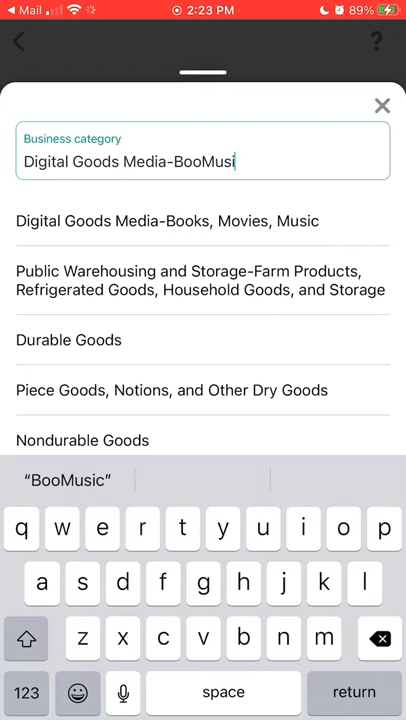 Mail 2:23 PM 89%
?
Business category
Digital Goods Media-BooMusi
Digital Goods Media-Books, Movies, Music
Public Warehousing and Storage-Farm Products,
Refrigerated Goods, Household Goods, and Storage
Durable Goods
Piece Goods, Notions, and Other Dry Goods
Nondurable Goods
“BooMusic”
q w e r t y u i o p
a s d f g h j k l
z x c v b n m
123 space return